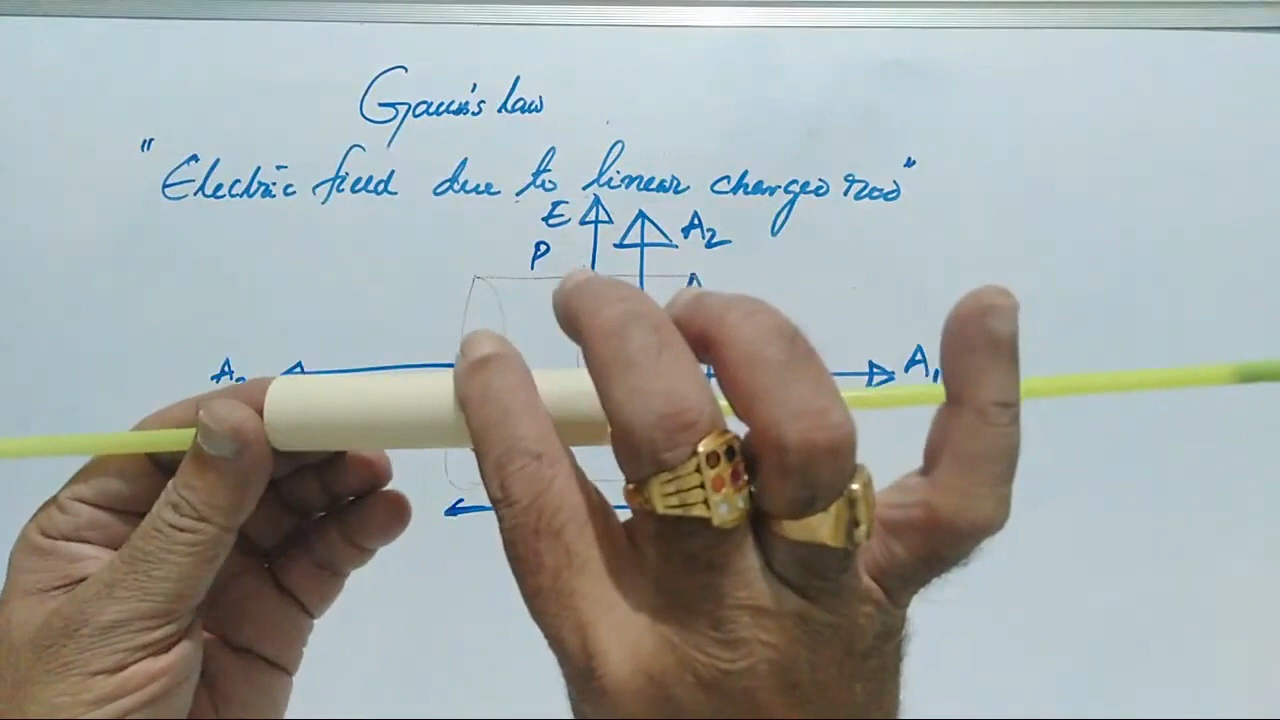 Gauss's law
"Electric field due to linear charged rod"
E A₂
P
A₁